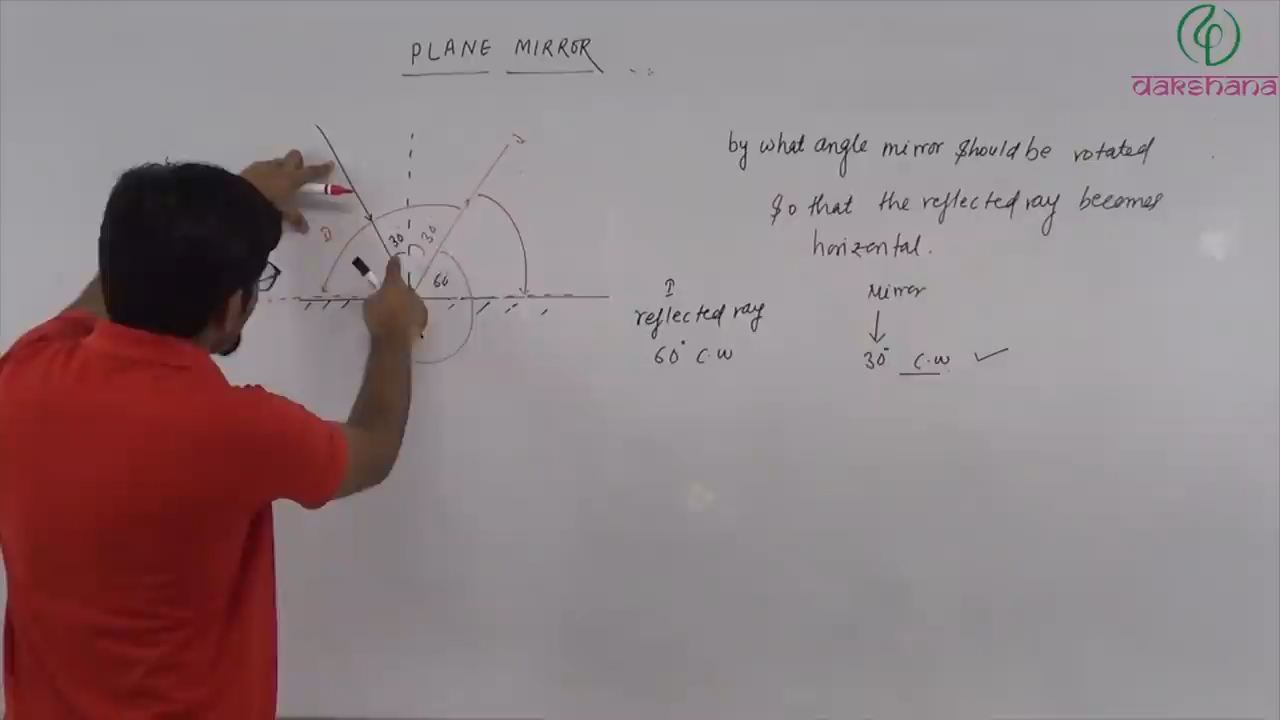 PLANE MIRROR
dakshana
by what angle mirror should be rotated
so that the reflected ray becomes
horizontal.
30° 30
60
I
reflected ray
60° C.W
Mirror
30° C.W